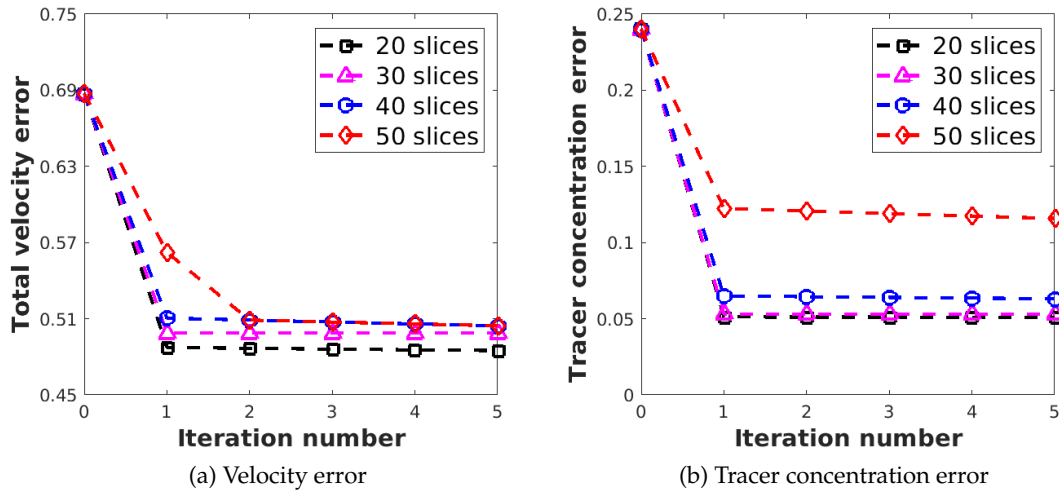 Total velocity error
0.75
0.69
0.63
0.57
0.51
0.45
0 1 2 3 4 5
Iteration number
20 slices
30 slices
40 slices
50 slices
(a) Velocity error
Tracer concentration error
0.25
0.2
0.15
0.1
0.05
0
0 1 2 3 4 5
Iteration number
20 slices
30 slices
40 slices
50 slices
(b) Tracer concentration error